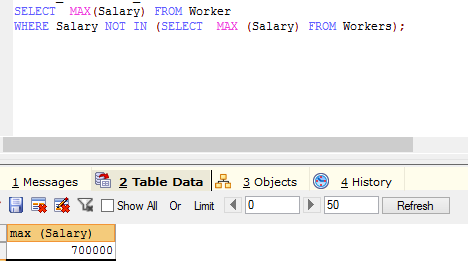 SELECT MAX(Salary) FROM Worker
WHERE Salary NOT IN (SELECT MAX (Salary) FROM Workers);
1 Messages 2 Table Data 3 Objects 4 History
Show All Or Limit 0 50 Refresh
max (Salary)
700000